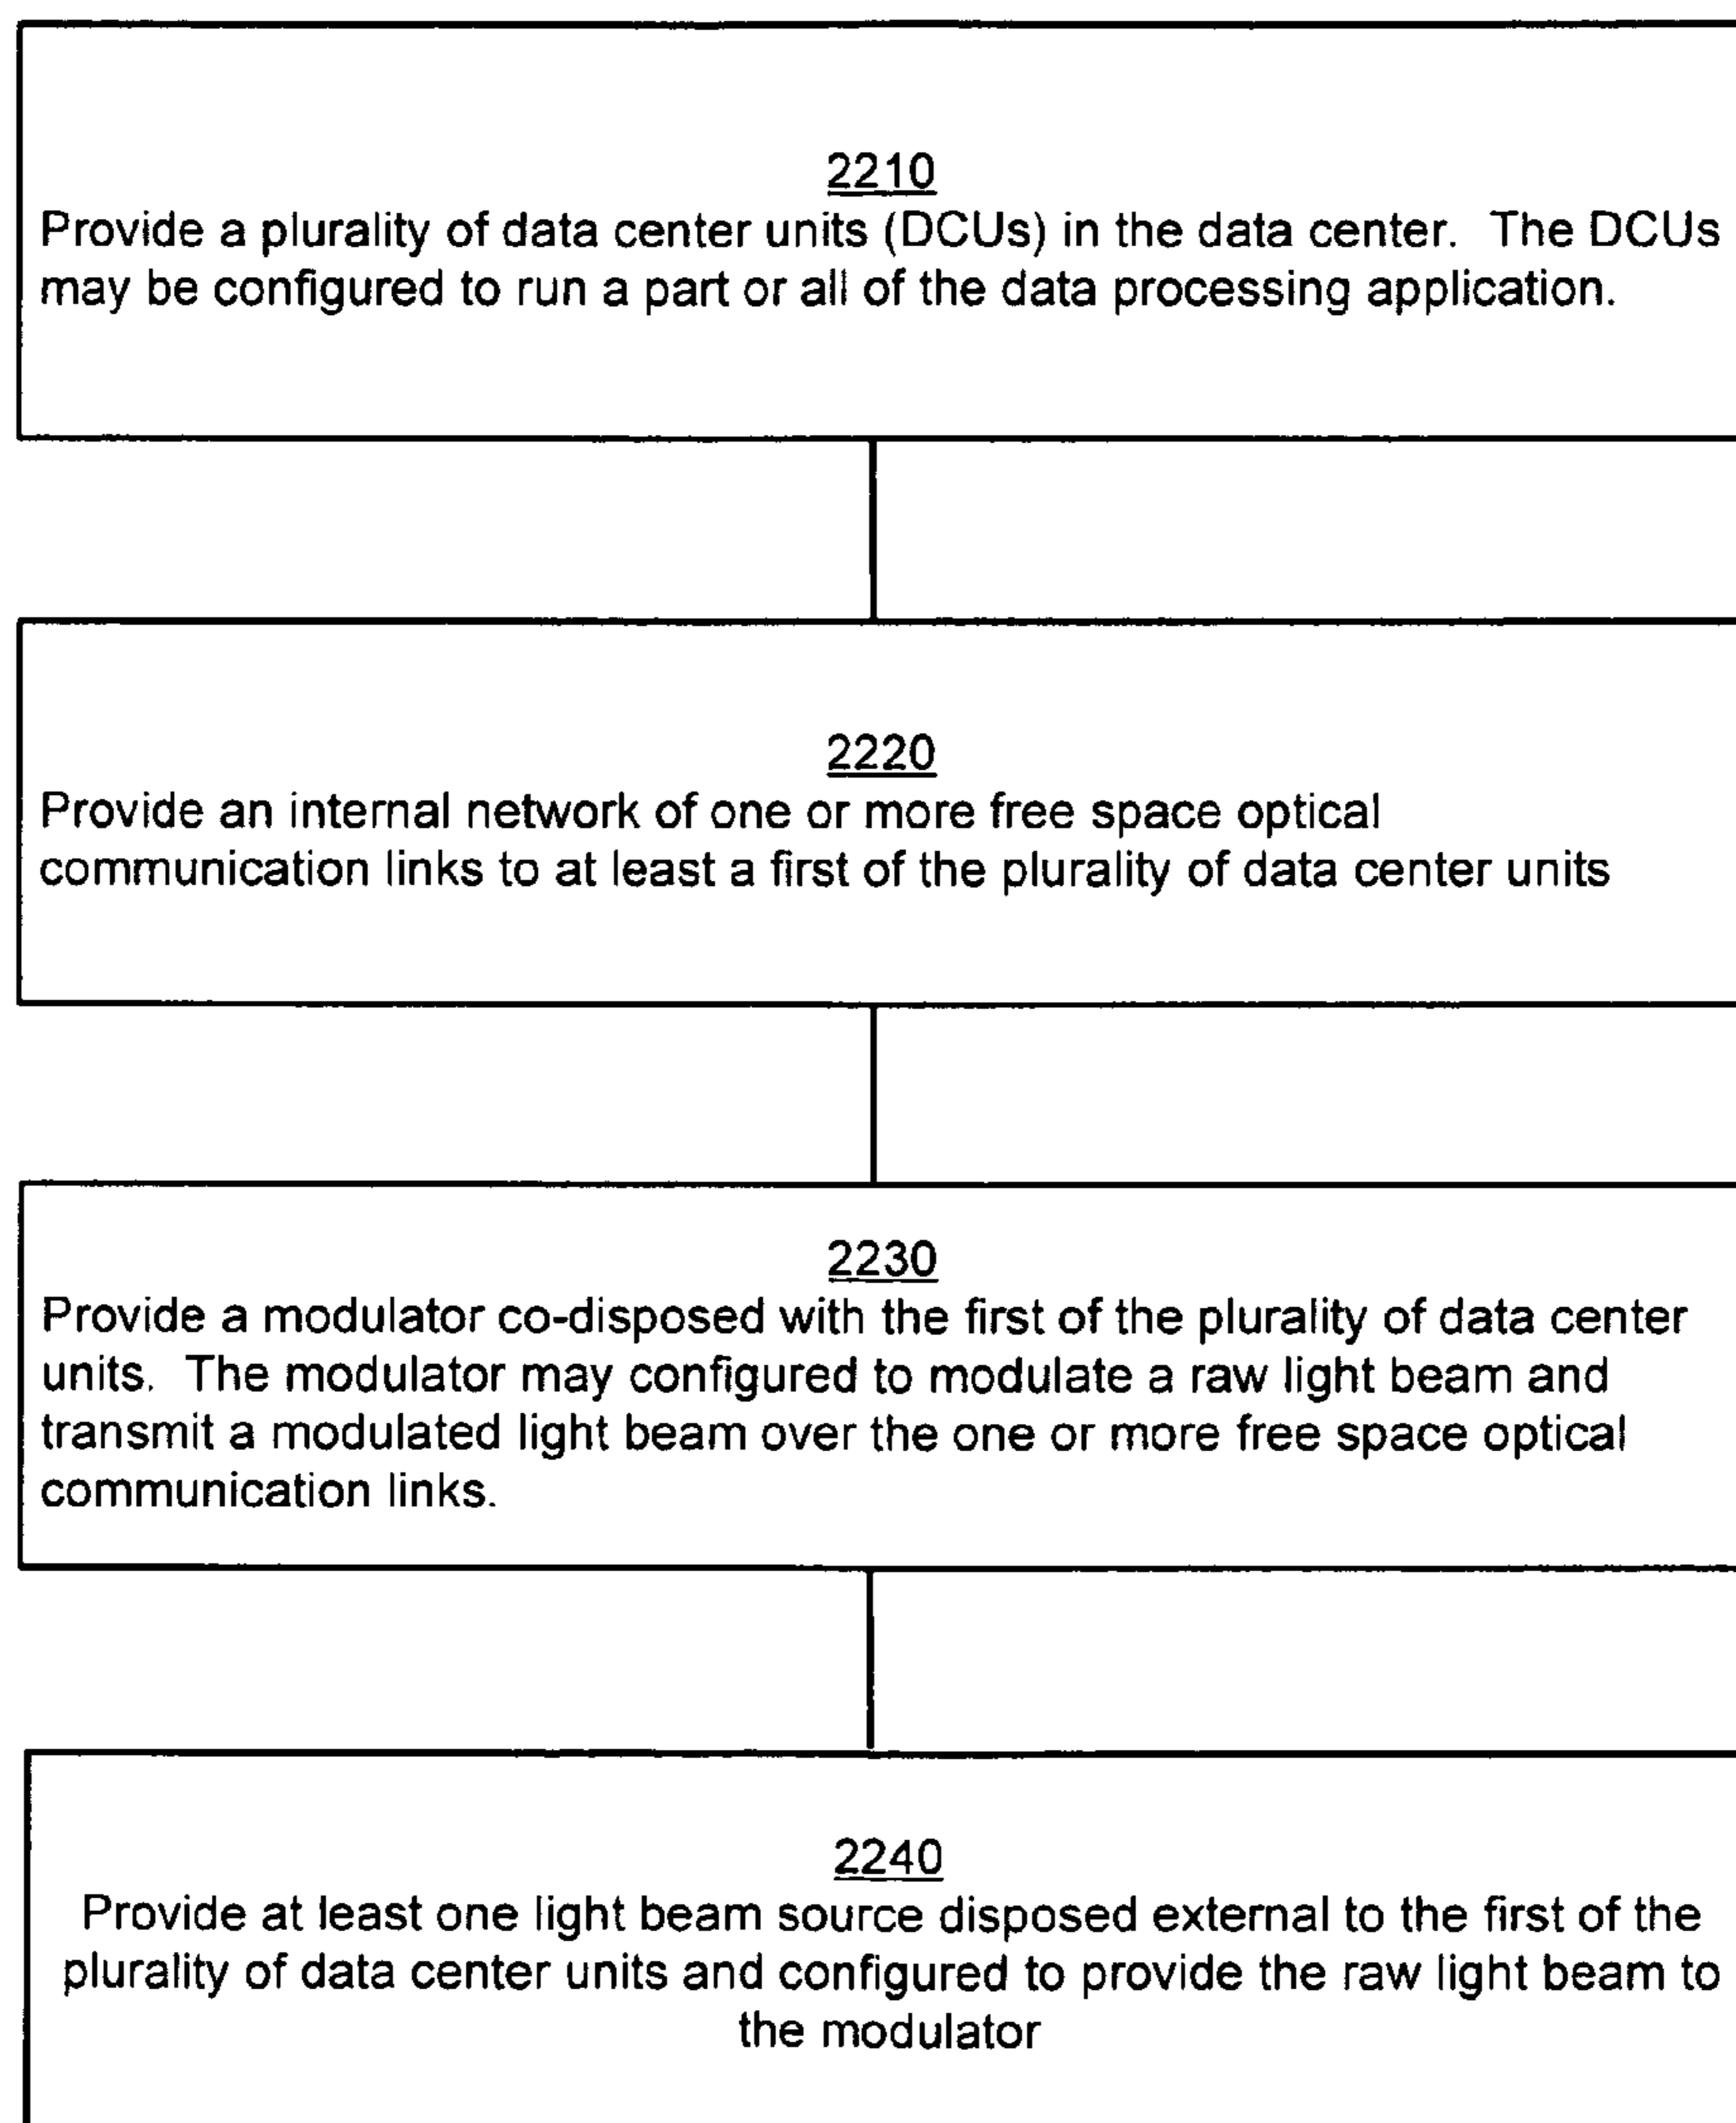 2210
Provide a plurality of data center units (DCUs) in the data center. The DCUs
may be configured to run a part or all of the data processing application.
2220
Provide an internal network of one or more free space optical
communication links to at least a first of the plurality of data center units
2230
Provide a modulator co-disposed with the first of the plurality of data center
units. The modulator may configured to modulate a raw light beam and
transmit a modulated light beam over the one or more free space optical
communication links.
2240
Provide at least one light beam source disposed external to the first of the
plurality of data center units and configured to provide the raw light beam to
the modulator